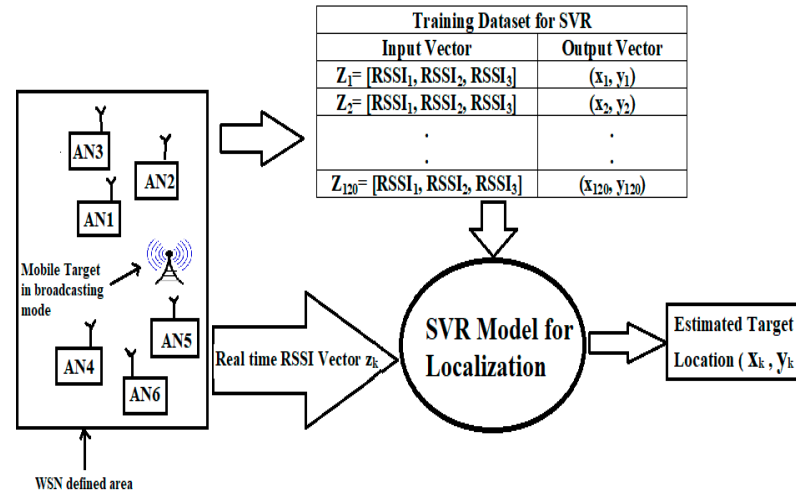 Training Dataset for SVR
Input Vector
Output Vector
Z1= [RSSI1, RSSI2, RSSI3]
(x1, y1)
Z2= [RSSI1, RSSI2, RSSI3]
(x2, y2)
.
.
.
.
Z120= [RSSI1, RSSI2, RSSI3]
(x120, y120)
AN3
AN2
AN1
Mobile Target
in broadcasting
mode
AN5
AN4
AN6
WSN defined area
Real time RSSI Vector zk
SVR Model for
Localization
Estimated Target
Location ( xk , yk